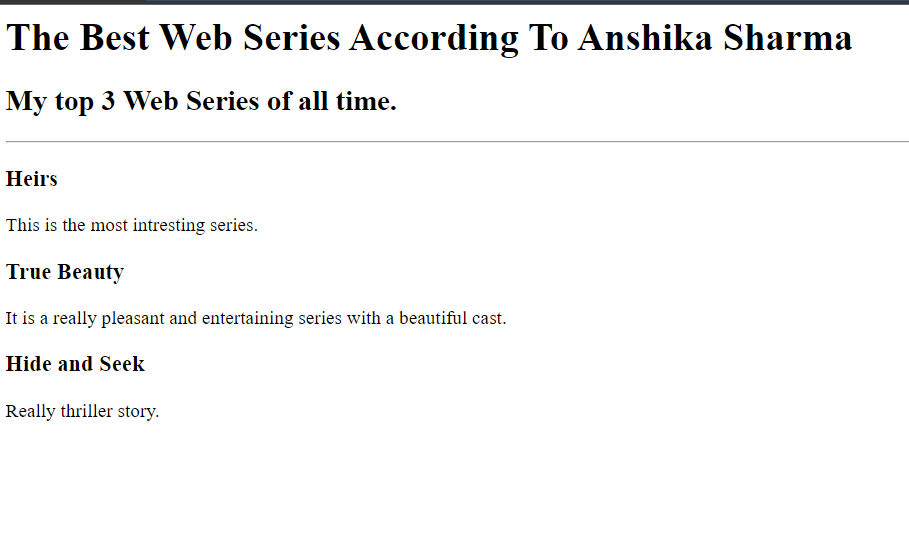 The Best Web Series According To Anshika Sharma
My top 3 Web Series of all time.
Heirs
This is the most intresting series.
True Beauty
It is a really pleasant and entertaining series with a beautiful cast.
Hide and Seek
Really thriller story.